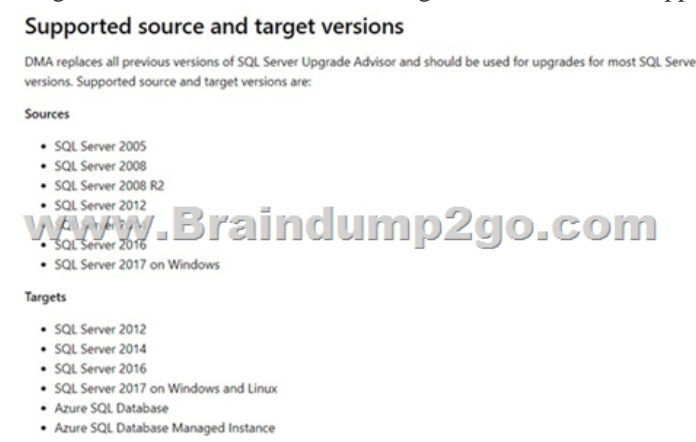 Supported source and target versions
DMA replaces all previous versions of SQL Server Upgrade Advisor and should be used for upgrades for most SQL Serve
versions. Supported source and target versions are:
Sources
• SQL Server 2005
• SQL Server 2008
• SQL Server 2008 R2
• SQL Server 2012
www.Braindump2go.com
• SQL Server 2016
• SQL Server 2017 on Windows
Targets
• SQL Server 2012
• SQL Server 2014
• SQL Server 2016
• SQL Server 2017 on Windows and Linux
• Azure SQL Database
• Azure SQL Database Managed Instance